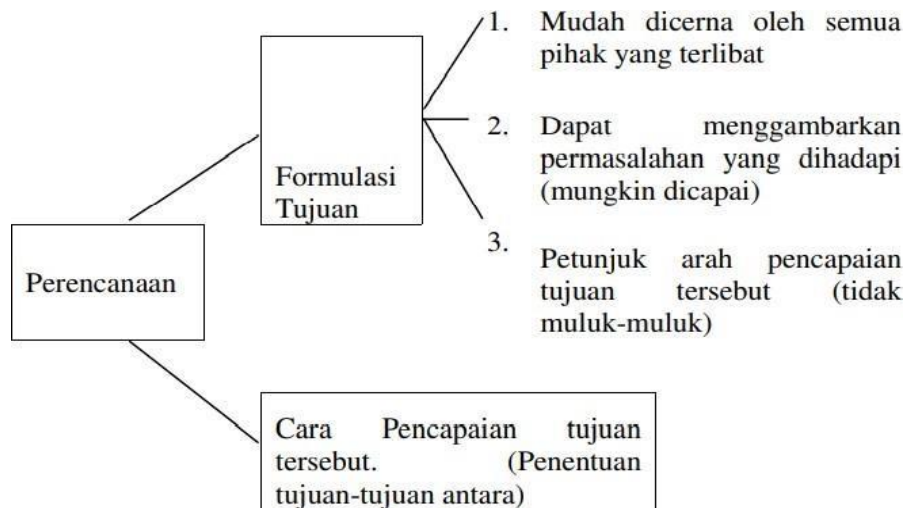 1. Mudah dicerna oleh semua
pihak yang terlibat
2. Dapat menggambarkan
permasalahan yang dihadapi
(mungkin dicapai)
Formulasi
Tujuan
3.
Petunjuk arah pencapaian
tujuan tersebut (tidak
muluk-muluk)
Perencanaan
Cara Pencapaian tujuan
tersebut. (Penentuan
tujuan-tujuan antara)